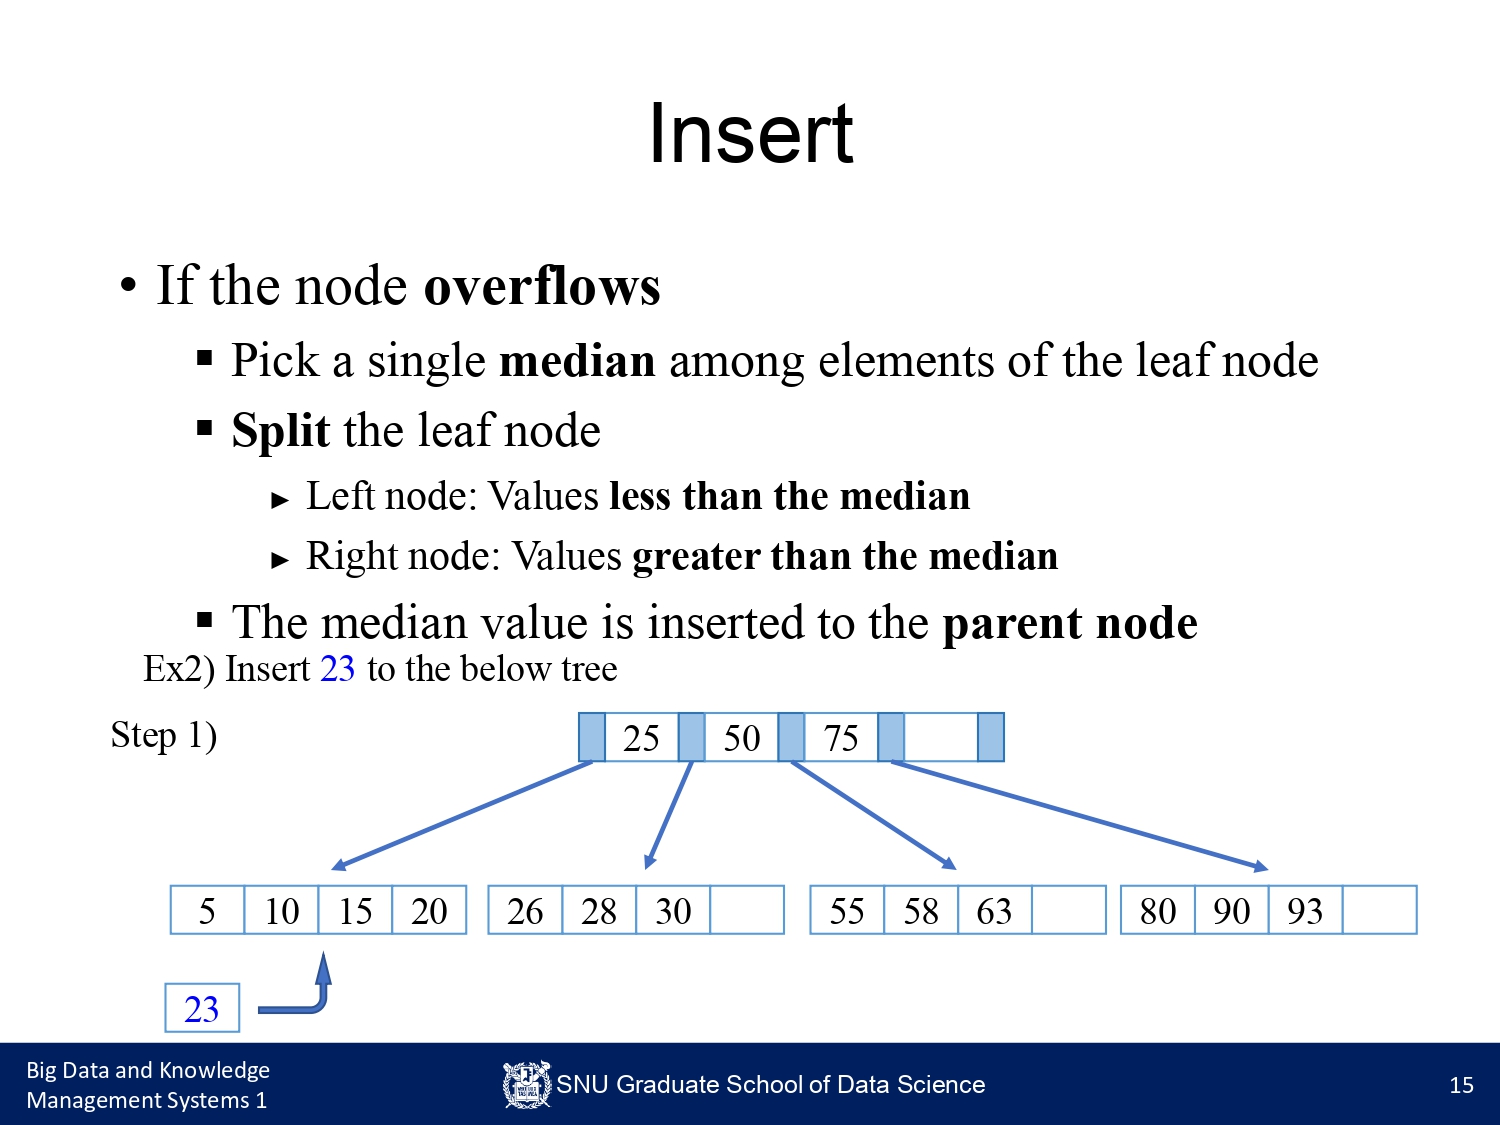 Insert
• If the node overflows
▪ Pick a single median among elements of the leaf node
▪ Split the leaf node
► Left node: Values less than the median
► Right node: Values greater than the median
▪ The median value is inserted to the parent node
Ex2) Insert 23 to the below tree
Step 1)
25 50 75
5 10 15 20 26 28 30 55 58 63 80 90 93
23
Big Data and Knowledge
Management Systems 1
SNU Graduate School of Data Science
15